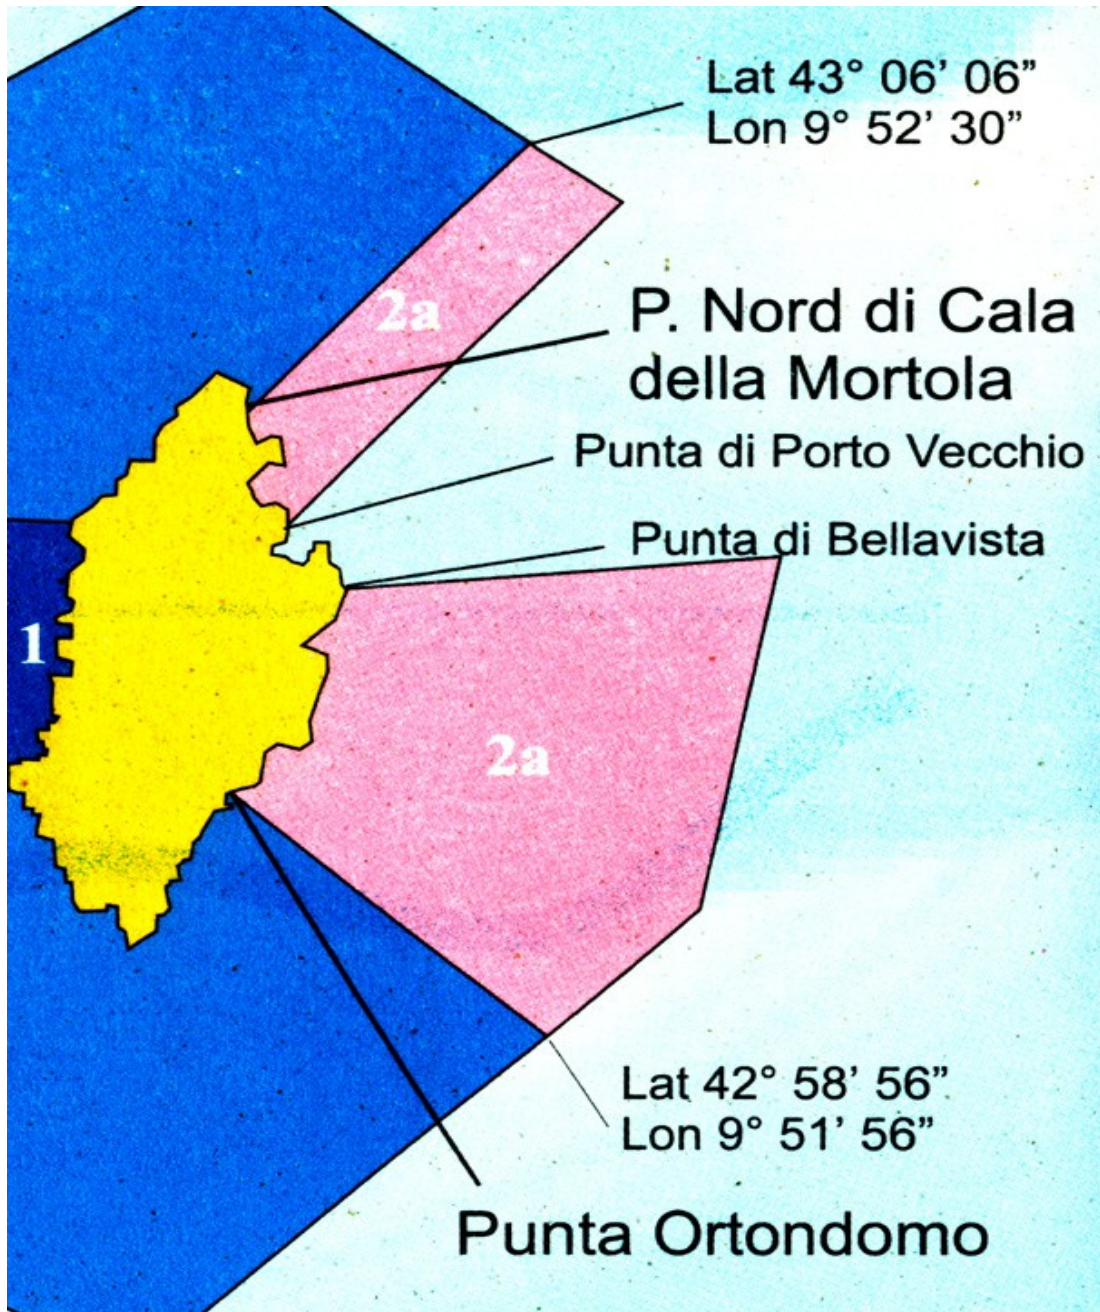 Lat 43° 06’ 06”
Lon 9° 52’ 30”
2a
P. Nord di Cala
della Mortola
Punta di Porto Vecchio
Punta di Bellavista
1
2a
Lat 42° 58’ 56”
Lon 9° 51’ 56”
Punta Ortondomo